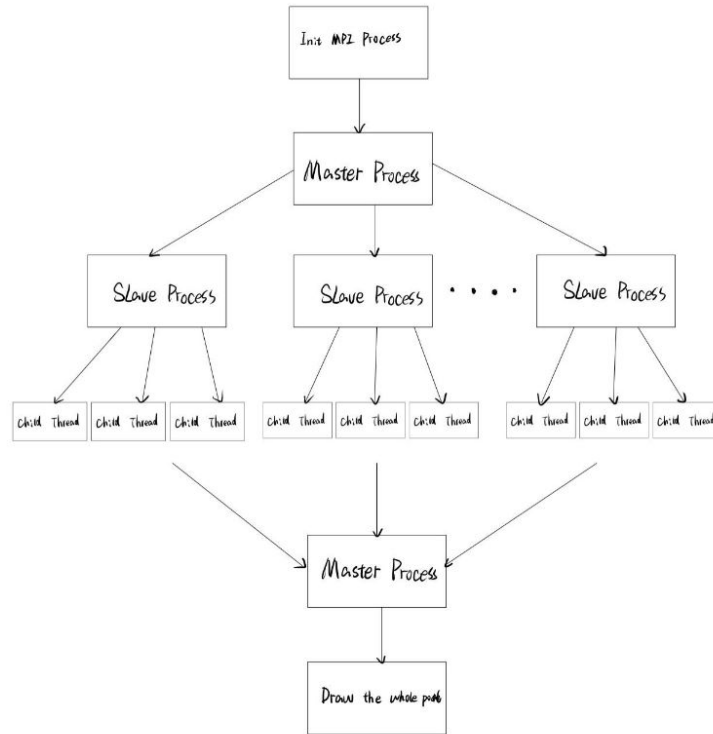 Init MPI Process
Master Process
Slave Process
Slave Process
Slave Process
Child Thread
Child Thread
Child Thread
Child Thread
Child Thread
Child Thread
Child Thread
Child Thread
Child Thread
Master Process
Draw the whole